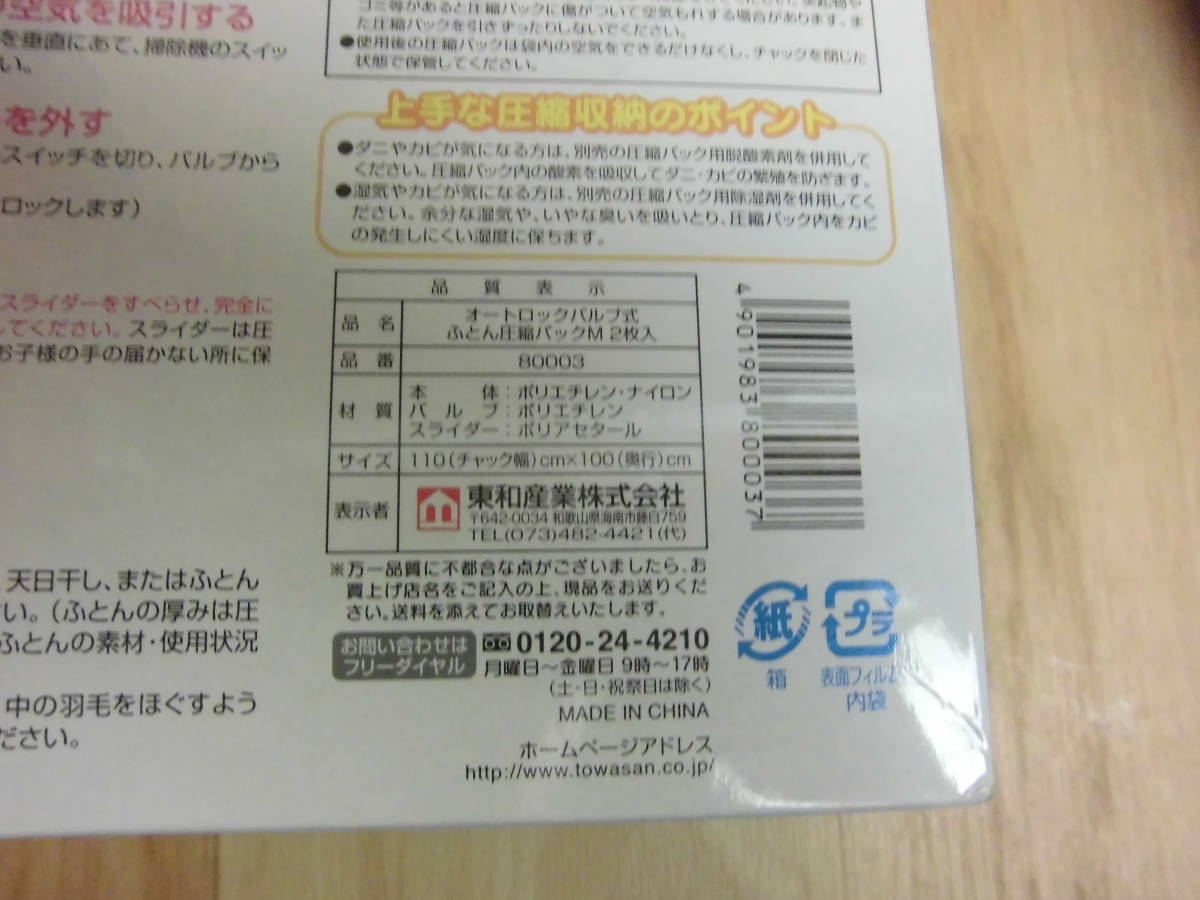 空気を吸引する
を垂直にあて、掃除機のスイッ
い。
を外す
スイッチを切り、バルブから
ロックします)
スライダーをすべらせ、完全に
してください。スライダーは圧
お子様の手の届かない所に保
天日干し、またはふとん
い。(ふとんの厚みは圧
ふとんの素材・使用状況
中の羽毛をほぐすよう
ださい。
ゴミ等があると圧縮パックに傷がついて空気もれする場合があります。ま
た圧縮パックを引きずったりしないでください。
●使用後の圧縮パックは袋内の空気をできるだけなくし、チャックを閉じた
状態で保管してください。
上手な圧縮収納のポイント
●ダニやカビが気になる方は、別売の圧縮パック用脱酸素剤を併用して
ください。圧縮パック内の酸素を吸収してダニ・カビの繁殖を防ぎます。
●湿気やカビが気になる方は、別売の圧縮パック用除湿剤を併用してく
ださい。余分な湿気や、いやな臭いを吸いとり、圧縮パック内をカビ
の発生しにくい湿度に保ちます。
品質表示
品名 オートロックバルブ式
ふとん圧縮パックM 2枚入
品番 80003
材質 本体:ポリエチレン・ナイロン
バルブ:ポリエチレン
スライダー:ポリアセタール
サイズ 110(チャック幅)cm×100(奥行)cm
表示者 東和産業株式会社
〒642-0034 和歌山県海南市藤白759
TEL(073)482-4421(代)
※万一品質に不都合な点がございましたら、お
買上げ店名をご記入の上、現品をお送りくだ
さい。送料を添えてお取替えいたします。
お問い合わせは
フリーダイヤル
0120-24-4210
月曜日~金曜日 9時~17時
(土・日・祝祭日は除く)
MADE IN CHINA
ホームページアドレス
http://www.towasan.co.jp/
4 901983 800037
紙
箱
プラ
表面フィルム
内袋